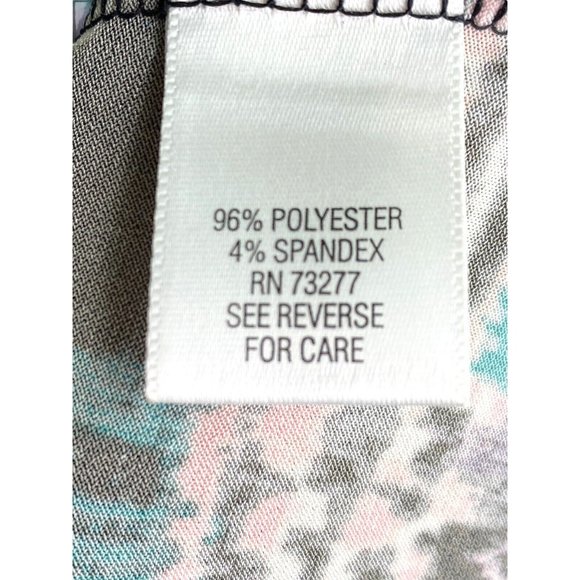 96% POLYESTER
4% SPANDEX
RN 73277
SEE REVERSE
FOR CARE